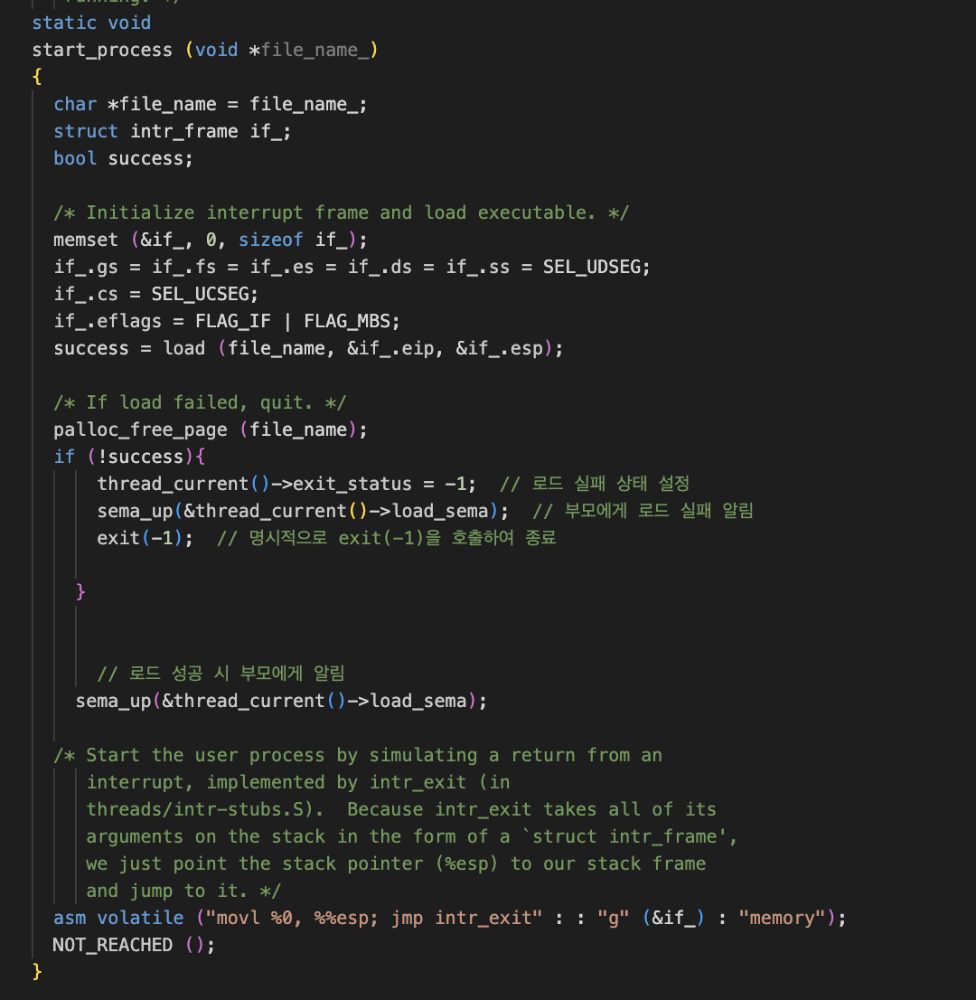 running. */
static void
start_process (void *file_name_)
{
  char *file_name = file_name_;
  struct intr_frame if_;
  bool success;

  /* Initialize interrupt frame and load executable. */
  memset (&if_, 0, sizeof if_);
  if_.gs = if_.fs = if_.es = if_.ds = if_.ss = SEL_UDSEG;
  if_.cs = SEL_UCSEG;
  if_.eflags = FLAG_IF | FLAG_MBS;
  success = load (file_name, &if_.eip, &if_.esp);

  /* If load failed, quit. */
  palloc_free_page (file_name);
  if (!success){
      thread_current()->exit_status = -1;  // 로드 실패 상태 설정
      sema_up(&thread_current()->load_sema);  // 부모에게 로드 실패 알림
      exit(-1);  // 명시적으로 exit(-1)을 호출하여 종료

    }

      // 로드 성공 시 부모에게 알림
    sema_up(&thread_current()->load_sema);

  /* Start the user process by simulating a return from an
     interrupt, implemented by intr_exit (in
     threads/intr-stubs.S).  Because intr_exit takes all of its
     arguments on the stack in the form of a `struct intr_frame',
     we just point the stack pointer (%esp) to our stack frame
     and jump to it. */
  asm volatile ("movl %0, %%esp; jmp intr_exit" : : "g" (&if_) : "memory");
  NOT_REACHED ();
}